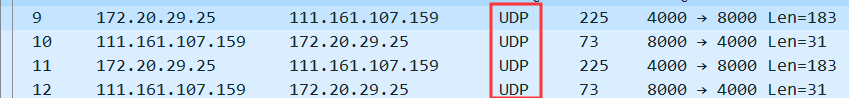 9 172.20.29.25 111.161.107.159 UDP 225 4000 → 8000 Len=183
10 111.161.107.159 172.20.29.25 UDP 73 8000 → 4000 Len=31
11 172.20.29.25 111.161.107.159 UDP 225 4000 → 8000 Len=183
12 111.161.107.159 172.20.29.25 UDP 73 8000 → 4000 Len=31